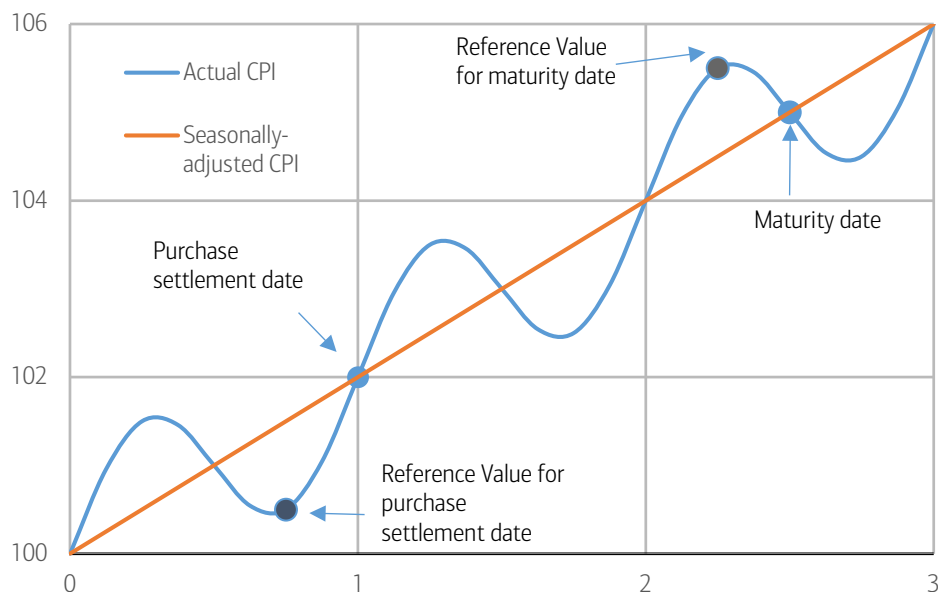 106
Reference Value
for maturity date
Actual CPI
Seasonally-
adjusted CPI
104
Maturity date
Purchase
settlement date
102
Reference Value for
purchase
settlement date
100
0
1
2
3